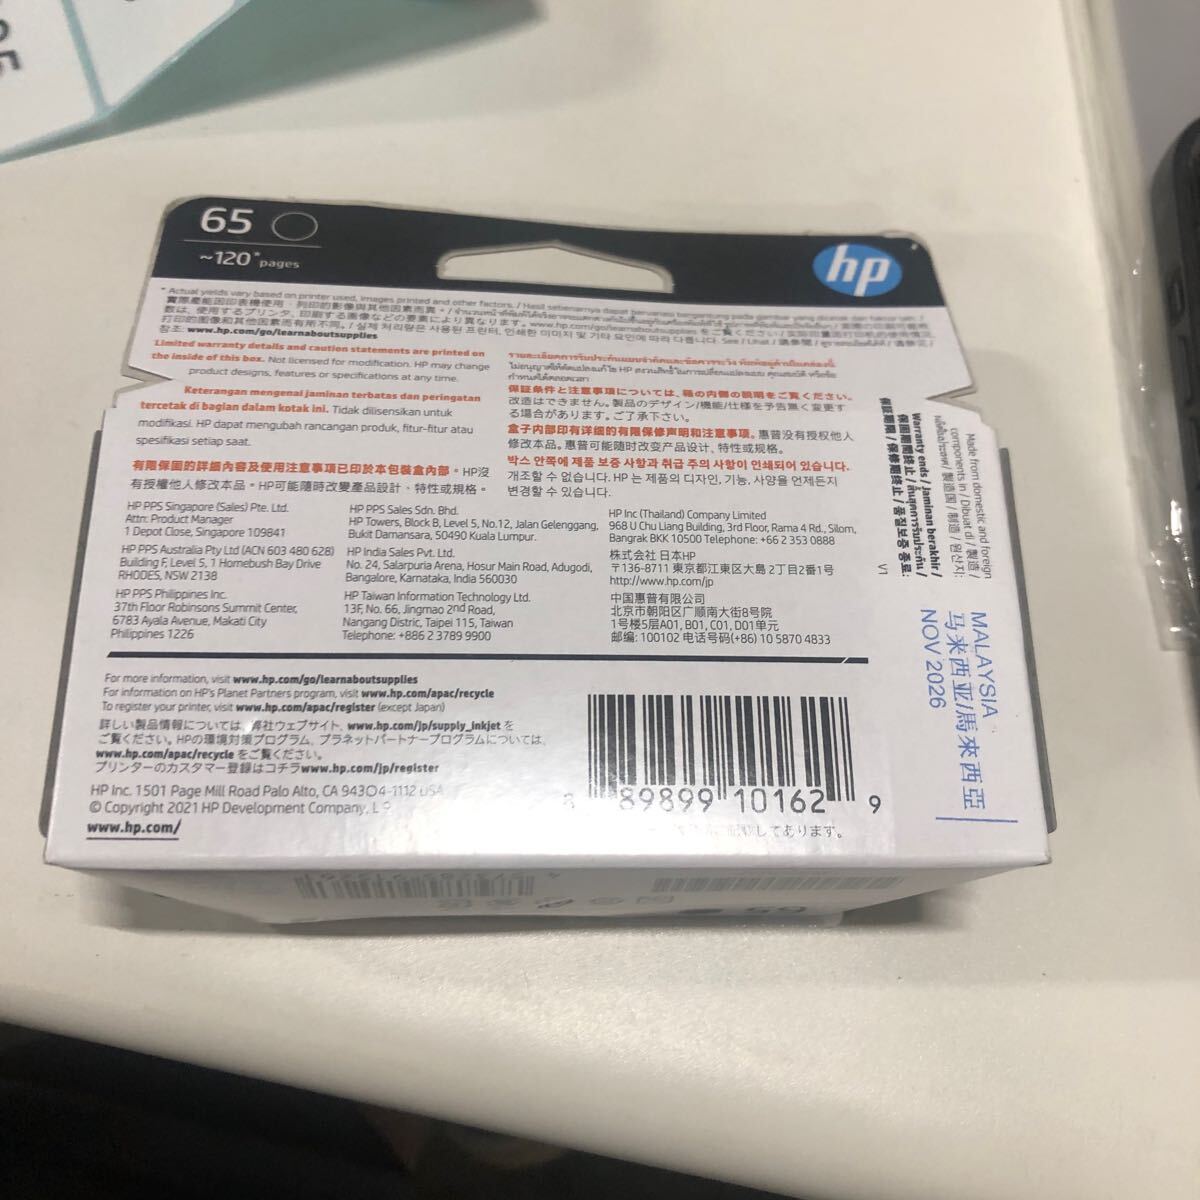 65
~120* pages
hp
* Actual yields vary based on printer used, images printed and other factors. / Hasil sebenarnya dapat bervariasi
參照: www.hp.com/go/learnaboutsupplies
Limited warranty details and caution statements are printed on
the inside of this box. Not licensed for modification. HP may change
product designs, features or specifications at any time.
Keterangan mengenai jaminan terbatas dan peringatan
tercetak di bagian dalam kotak ini. Tidak dilisensikan untuk
modifikasi. HP dapat mengubah rancangan produk, fitur-fitur atau
spesifikasi setiap saat.
有限保固的詳細內容及使用注意事項已印於本包裝盒內部。HP沒
有授權他人修改本品。HP可能隨時改變產品設計、特性或規格。
保証条件と注意事項については、箱の内側の説明をご覧ください。
改造はできません。製品のデザイン/機能/仕様を予告無く変更す
る場合があります。ご了承下さい。
盒子内部印有详细的有限保修声明和注意事项。惠普没有授权他人
修改本品。惠普可能随时改变产品设计、特性或规格。
박스 안쪽에 제품 보증 사항과 취급 주의 사항이 인쇄되어 있습니다.
개조할 수 없습니다. HP 는 제품의 디자인, 기능, 사양을 언제든지
변경할 수 있습니다.
HP PPS Singapore (Sales) Pte. Ltd.
Attn: Product Manager
1 Depot Close, Singapore 109841
HP PPS Australia Pty Ltd (ACN 603 480 628)
Building F, Level 5, 1 Homebush Bay Drive
RHODES, NSW 2138
HP PPS Philippines Inc.
37th Floor Robinsons Summit Center,
6783 Ayala Avenue, Makati City
Philippines 1226
HP PPS Sales Sdn. Bhd.
HP Towers, Block B, Level 5, No.12, Jalan Gelenggang,
Bukit Damansara, 50490 Kuala Lumpur.
HP India Sales Pvt. Ltd.
No. 24, Salarpuria Arena, Hosur Main Road, Adugodi,
Bangalore, Karnataka, India 560030
HP Taiwan Information Technology Ltd.
13F, No. 66, Jingmao 2nd Road,
Nangang Distric, Taipei 115, Taiwan
Telephone: +886 2 3789 9900
HP Inc (Thailand) Company Limited
968 U Chu Liang Building, 3rd Floor, Rama 4 Rd., Silom,
Bangrak BKK 10500 Telephone: +66 2 353 0888
株式会社 日本HP
〒136-8711 東京都江東区大島 2丁目2番1号
http://www.hp.com/jp
中国惠普有限公司
北京市朝阳区广顺南大街8号院
1号楼5层A01, B01, C01, D01单元
邮编: 100102 电话号码(+86) 10 5870 4833
For more information, visit www.hp.com/go/learnaboutsupplies
For information on HP's Planet Partners program, visit www.hp.com/apac/recycle
To register your printer, visit www.hp.com/apac/register (except Japan)
詳しい製品情報については、弊社ウェブサイト、www.hp.com/jp/supply_inkjet を
ご覧ください。HPの環境対策プログラム、プラネットパートナープログラムについては、
www.hp.com/apac/recycle をご覧ください。
プリンターのカスタマー登録はコチラwww.hp.com/jp/register
HP Inc. 1501 Page Mill Road Palo Alto, CA 94304-1112 USA
© Copyright 2021 HP Development Company, L
www.hp.com/
89899 10162 9
してあります。
Made from domestic and foreign
components in / Dibuat di / 製造 /
Warranty ends / Jaminan berakhir /
V1
MALAYSIA
马来西亚/馬來西亞
NOV 2026
65